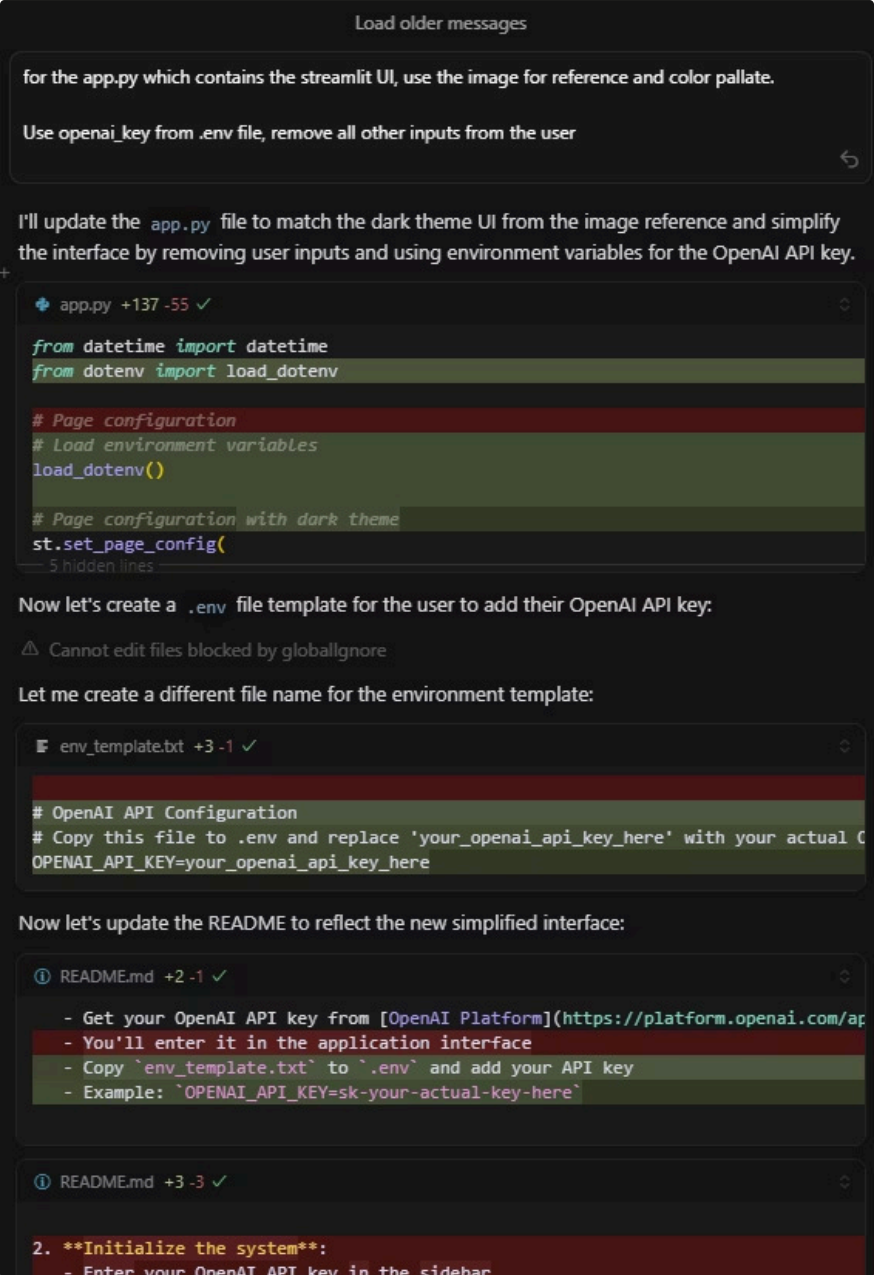 Load older messages
for the app.py which contains the streamlit UI, use the image for reference and color pallate.
Use openai_key from .env file, remove all other inputs from the user
I'll update the app.py file to match the dark theme UI from the image reference and simplify
the interface by removing user inputs and using environment variables for the OpenAI API key.
app.py +137 -55
from datetime import datetime
from dotenv import load_dotenv
# Page configuration
# Load environment variables
load_dotenv()
# Page configuration with dark theme
st.set_page_config(
5 hidden lines
Now let's create a .env file template for the user to add their OpenAI API key:
Cannot edit files blocked by globalIgnore
Let me create a different file name for the environment template:
env_template.txt +3 -1
# OpenAI API Configuration
# Copy this file to .env and replace 'your_openai_api_key_here' with your actual
OPENAI_API_KEY=your_openai_api_key_here
Now let's update the README to reflect the new simplified interface:
README.md +2 -1
- Get your OpenAI API key from [OpenAI Platform](https://platform.openai.com/ap
- You'll enter it in the application interface
- Copy `env_template.txt` to `.env` and add your API key
- Example: `OPENAI_API_KEY=sk-your-actual-key-here`
README.md +3 -3
2. **Initialize the system**:
- Enter your OpenAI API key in the sidebar